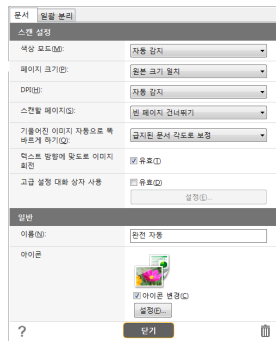 문서 일괄 분리
스캔 설정
색상 모드(M): 자동 감지
페이지 크기(P): 원본 크기 일치
DPI(H): 자동 감지
스캔할 페이지(S): 빈 페이지 건너뛰기
기울어진 이미지 자동으로 똑
바르게 하기(Q): 급지된 문서 각도로 보정
텍스트 방향에 맞도로 이미지
회전 유효(T)
고급 설정 대화 상자 사용 유효(O)
설정(E)...
일반
이름(N): 완전 자동
아이콘
아이콘 변경(C)
설정(F)...
? 닫기